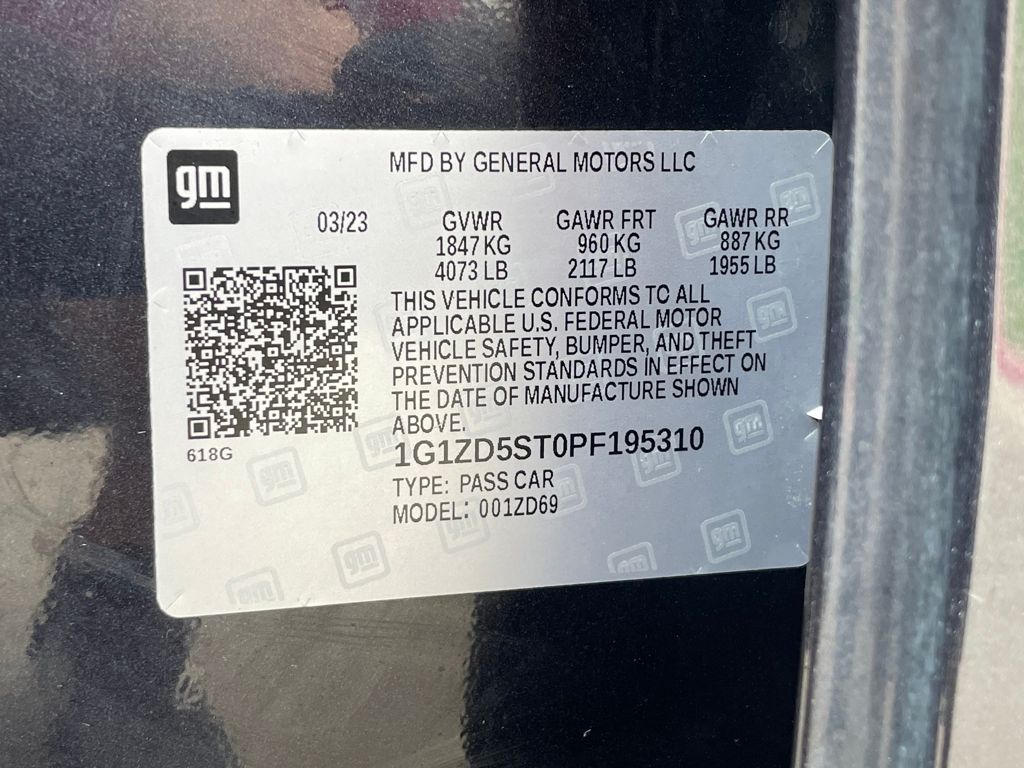 gm
MFD BY GENERAL MOTORS LLC
03/23 GVWR GAWR FRT GAWR RR
1847 KG 960 KG 887 KG
4073 LB 2117 LB 1955 LB
THIS VEHICLE CONFORMS TO ALL
APPLICABLE U.S. FEDERAL MOTOR
VEHICLE SAFETY, BUMPER, AND THEFT
PREVENTION STANDARDS IN EFFECT ON
THE DATE OF MANUFACTURE SHOWN
ABOVE.
618G
1G1ZD5ST0PF195310
TYPE: PASS CAR
MODEL: 001ZD69